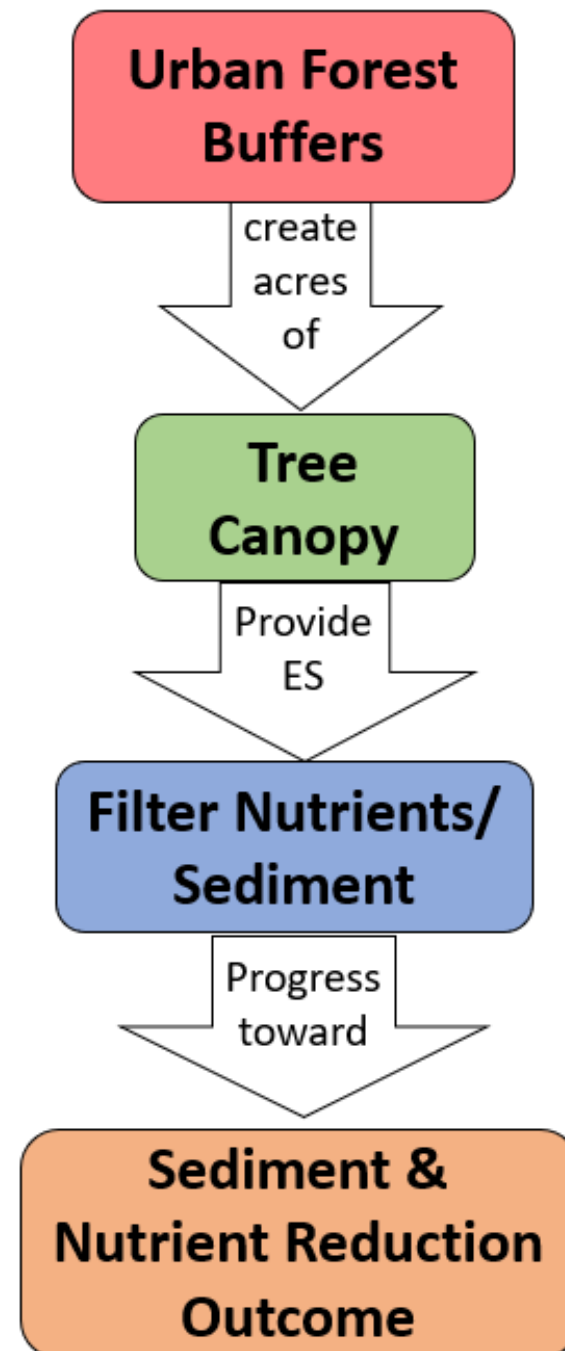 Urban Forest
Buffers
create
acres
of
Tree
Canopy
Provide
ES
Filter Nutrients/
Sediment
Progress
toward
Sediment &
Nutrient Reduction
Outcome